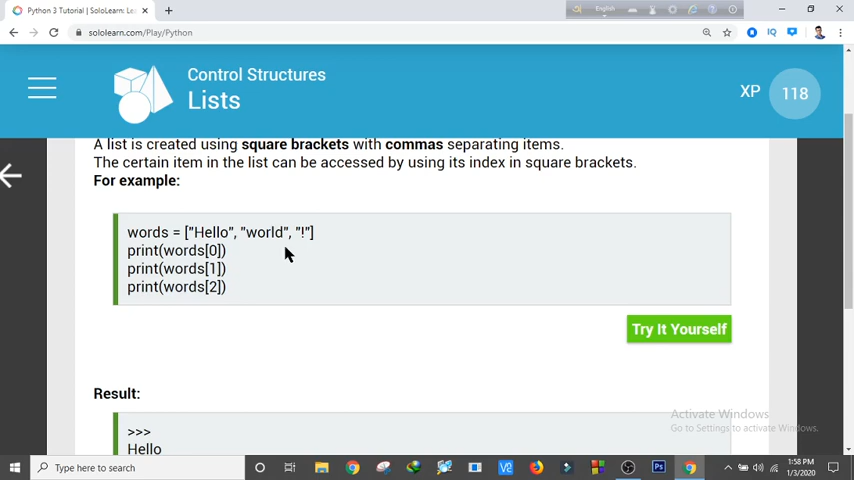 Python 3 Tutorial | SoloLearn: Le
English
sololearn.com/Play/Python
IQ
Control Structures
Lists
XP
118
A list is created using square brackets with commas separating items.
The certain item in the list can be accessed by using its index in square brackets.
For example:
words = ["Hello", "world", "!"]
print(words[0])
print(words[1])
print(words[2])
Try It Yourself
Result:
>>>
Hello
Activate Windows
Go to Settings to activate Windows.
Type here to search
Ps
1:58 PM
1/3/2020